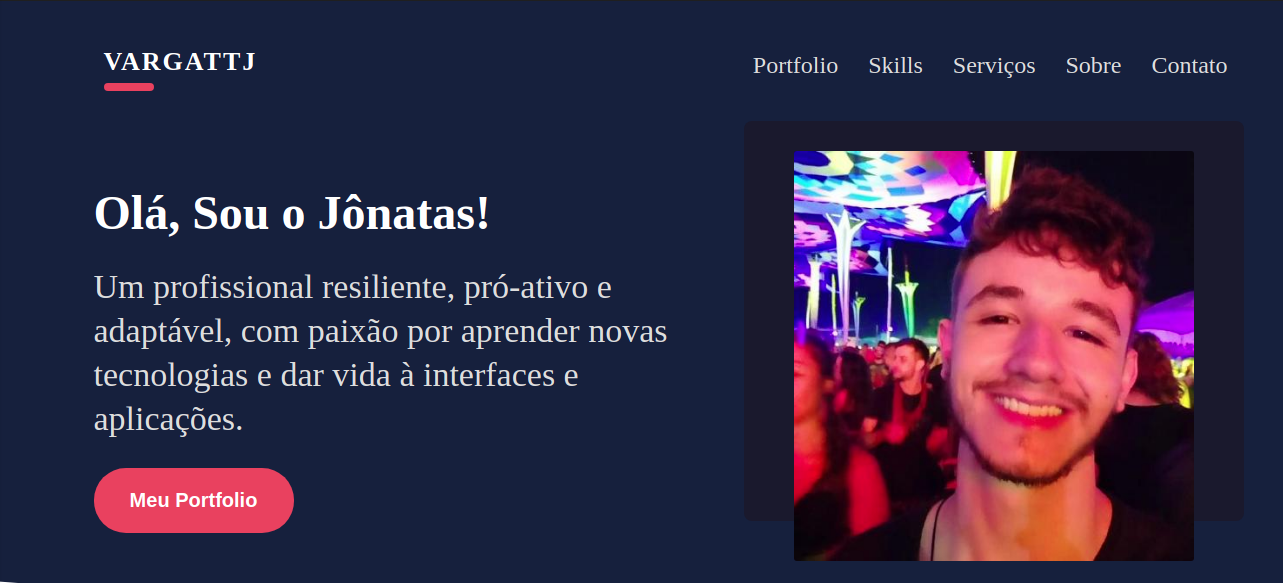 VARGATTJ
Portfolio Skills Serviços Sobre Contato
Olá, Sou o Jônatas!
Um profissional resiliente, pró-ativo e
adaptável, com paixão por aprender novas
tecnologias e dar vida à interfaces e
aplicações.
Meu Portfolio